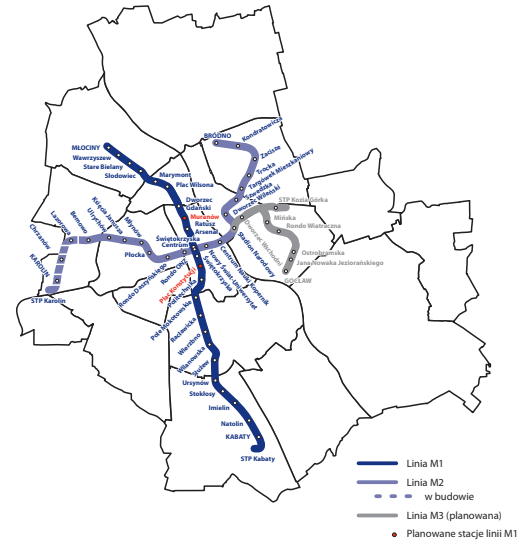 BRÓDNO
Kondratowicza
Zacisze
Trocka
Targówek Mieszkaniowy
Szwedzka
Dworzec Wileński
MŁOCINY
Wawrzyszew
Stare Bielany
Słodowiec
Marymont
Plac Wilsona
Dworzec
Gdański
Muranów
Ratusz
Arsenał
Świętokrzyska
Centrum
STP Kozia Górka
Mińska
Rondo Wiatraczna
Dworzec Wschodni
Ostrobramska
Jana Nowaka Jeziorańskiego
GOCŁAW
Stadion Narodowy
Centrum Nauki Kopernik
Nowy Świat-Uniwersytet
Świętokrzyska
Rondo ONZ
Rondo Daszyńskiego
Płocka
Młynów
Księcia Janusza
Ulrychów
Bemowo
Lazurowa
Chrzanów
KAROLIN
STP Karolin
Plac Konstytucji
Politechnika
Pole Mokotowskie
Racławicka
Wierzbno
Wilanowska
Służew
Ursynów
Stokłosy
Imielin
Natolin
KABATY
STP Kabaty
Linia M1
Linia M2
w budowie
Linia M3 (planowana)
Planowane stacje linii M1